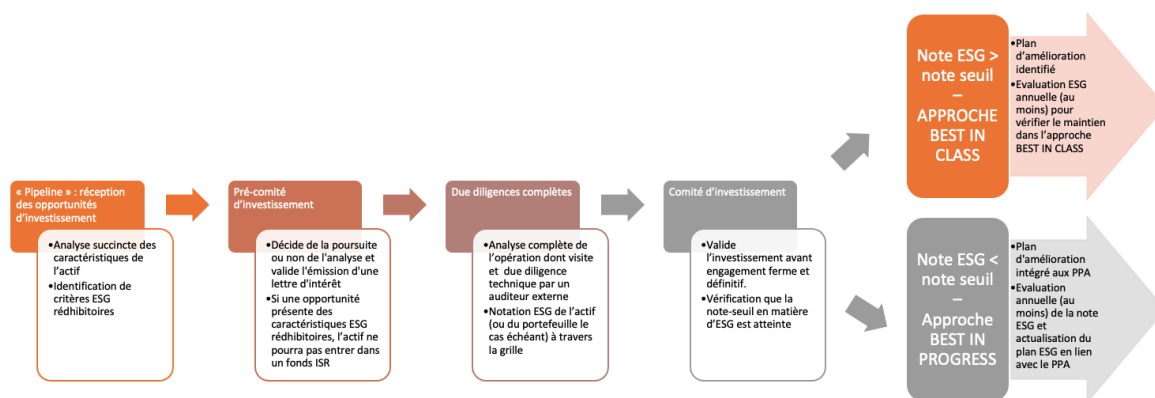 « Pipeline » : réception
des opportunités
d'investissement
•Analyse succincte des
caractéristiques de
l'actif
•Identification de
critères ESG
rédhibitoires
Pré-comité
d'investissement
•Décide de la poursuite
ou non de l'analyse et
valide l'émission d'une
lettre d'intérêt
•Si une opportunité
présente des
caractéristiques ESG
rédhibitoires, l'actif ne
pourra pas entrer dans
un fonds ISR
Due diligences complètes
•Analyse complète de
l'opération dont visite
et due diligence
technique par un
auditeur externe
•Notation ESG de l'actif
(ou du portefeuille le
cas échéant) à travers
la grille
Comité d'investissement
•Valide
l'investissement avant
engagement ferme et
définitif.
•Vérification que la
note-seuil en matière
d'ESG est atteinte
Note ESG >
note seuil
–
APPROCHE
BEST IN
CLASS
•Plan
d'amélioration
identifié
•Evaluation ESG
annuelle (au
moins) pour
vérifier le maintien
dans l'approche
BEST IN CLASS
Note ESG <
note seuil
–
Approche
BEST IN
PROGRESS
•Plan
d'amélioration
intégré aux PPA
•Evaluation
annuelle (au
moins) de la note
ESG et
actualisation du
plan ESG en lien
avec le PPA